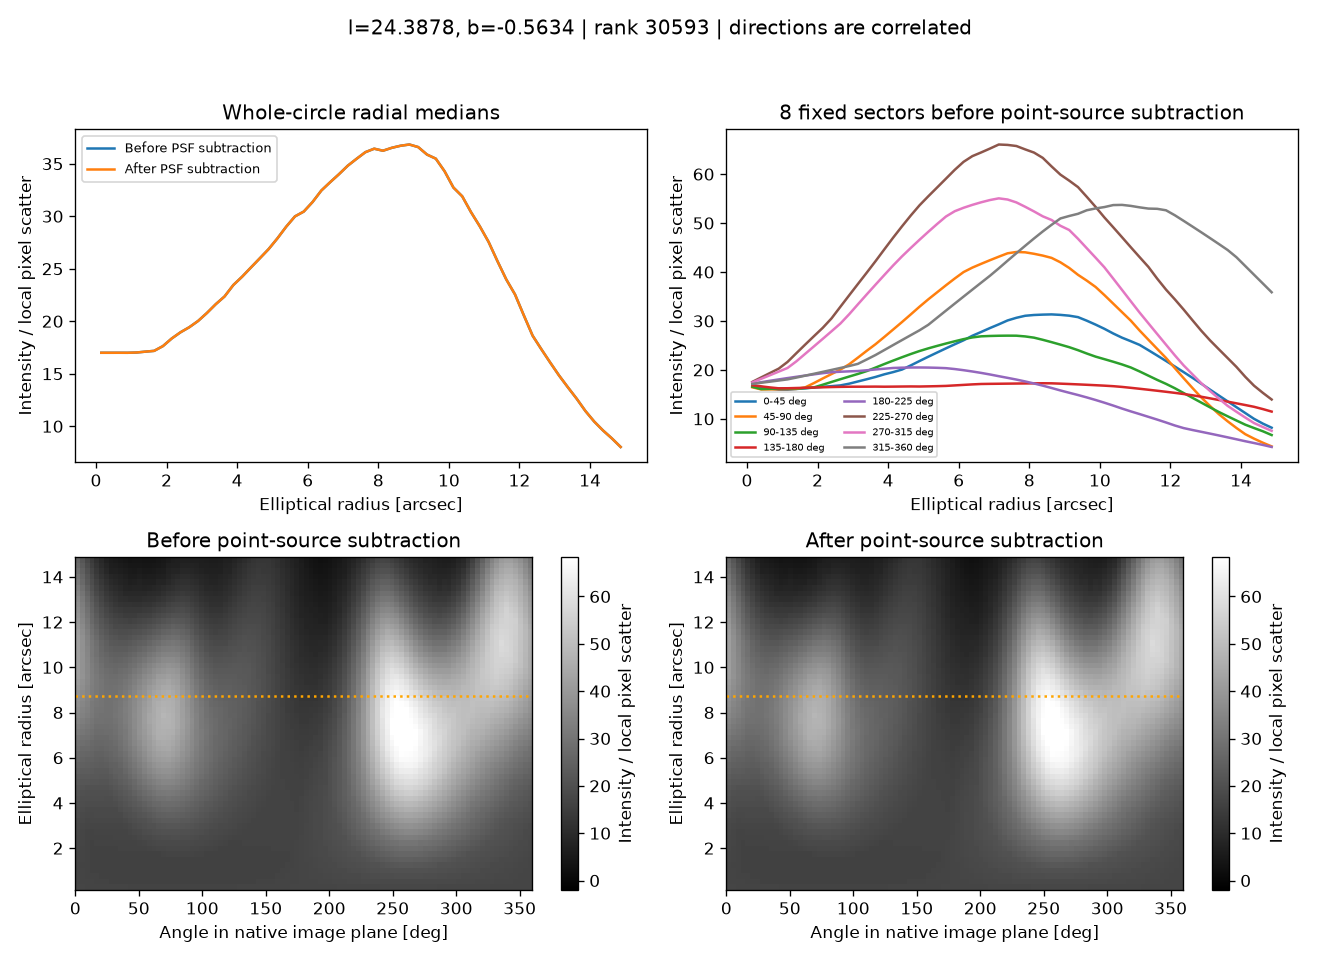 l=24.3878, b=-0.5634 | rank 30593 | directions are correlated
Whole-circle radial medians
Before PSF subtraction
After PSF subtraction
Intensity / local pixel scatter
35
30
25
20
15
10
0 2 4 6 8 10 12 14
Elliptical radius [arcsec]
8 fixed sectors before point-source subtraction
Intensity / local pixel scatter
60
50
40
30
20
10
0-45 deg
45-90 deg
90-135 deg
135-180 deg
180-225 deg
225-270 deg
270-315 deg
315-360 deg
0 2 4 6 8 10 12 14
Elliptical radius [arcsec]
Before point-source subtraction
Elliptical radius [arcsec]
14
12
10
8
6
4
2
0 50 100 150 200 250 300 350
Angle in native image plane [deg]
60
50
40
30
20
10
0
Intensity / local pixel scatter
After point-source subtraction
Elliptical radius [arcsec]
14
12
10
8
6
4
2
0 50 100 150 200 250 300 350
Angle in native image plane [deg]
60
50
40
30
20
10
0
Intensity / local pixel scatter